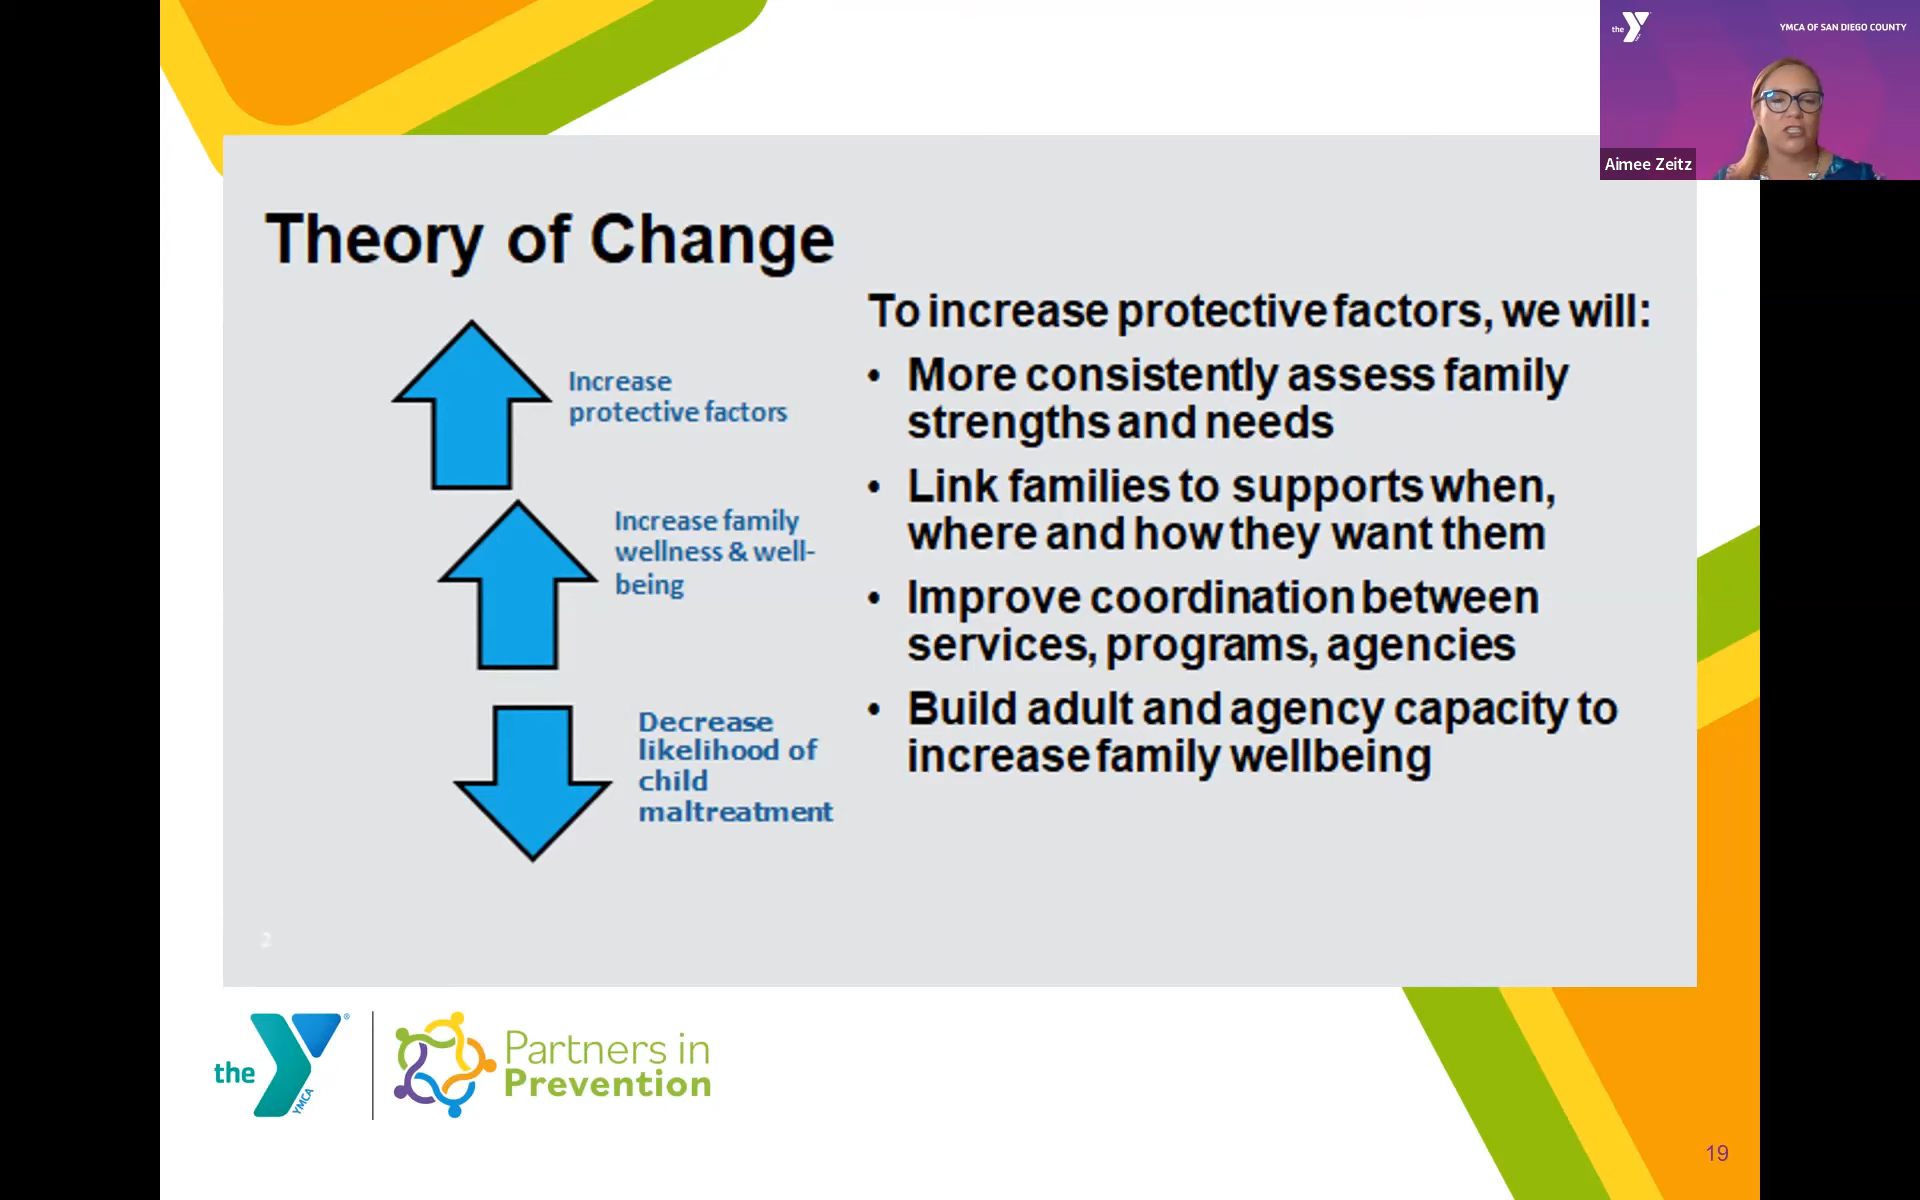 the
YMCA OF SAN DIEGO COUNTY
Aimee Zeitz
Theory of Change
Increase
protective factors
Increase family
wellness & well-
being
Decrease
likelihood of
child
maltreatment
To increase protective factors, we will:
• More consistently assess family
strengths and needs
• Link families to supports when,
where and how they want them
• Improve coordination between
services, programs, agencies
• Build adult and agency capacity to
increase family wellbeing
2
the
YMCA
®
Partners in
Prevention
19